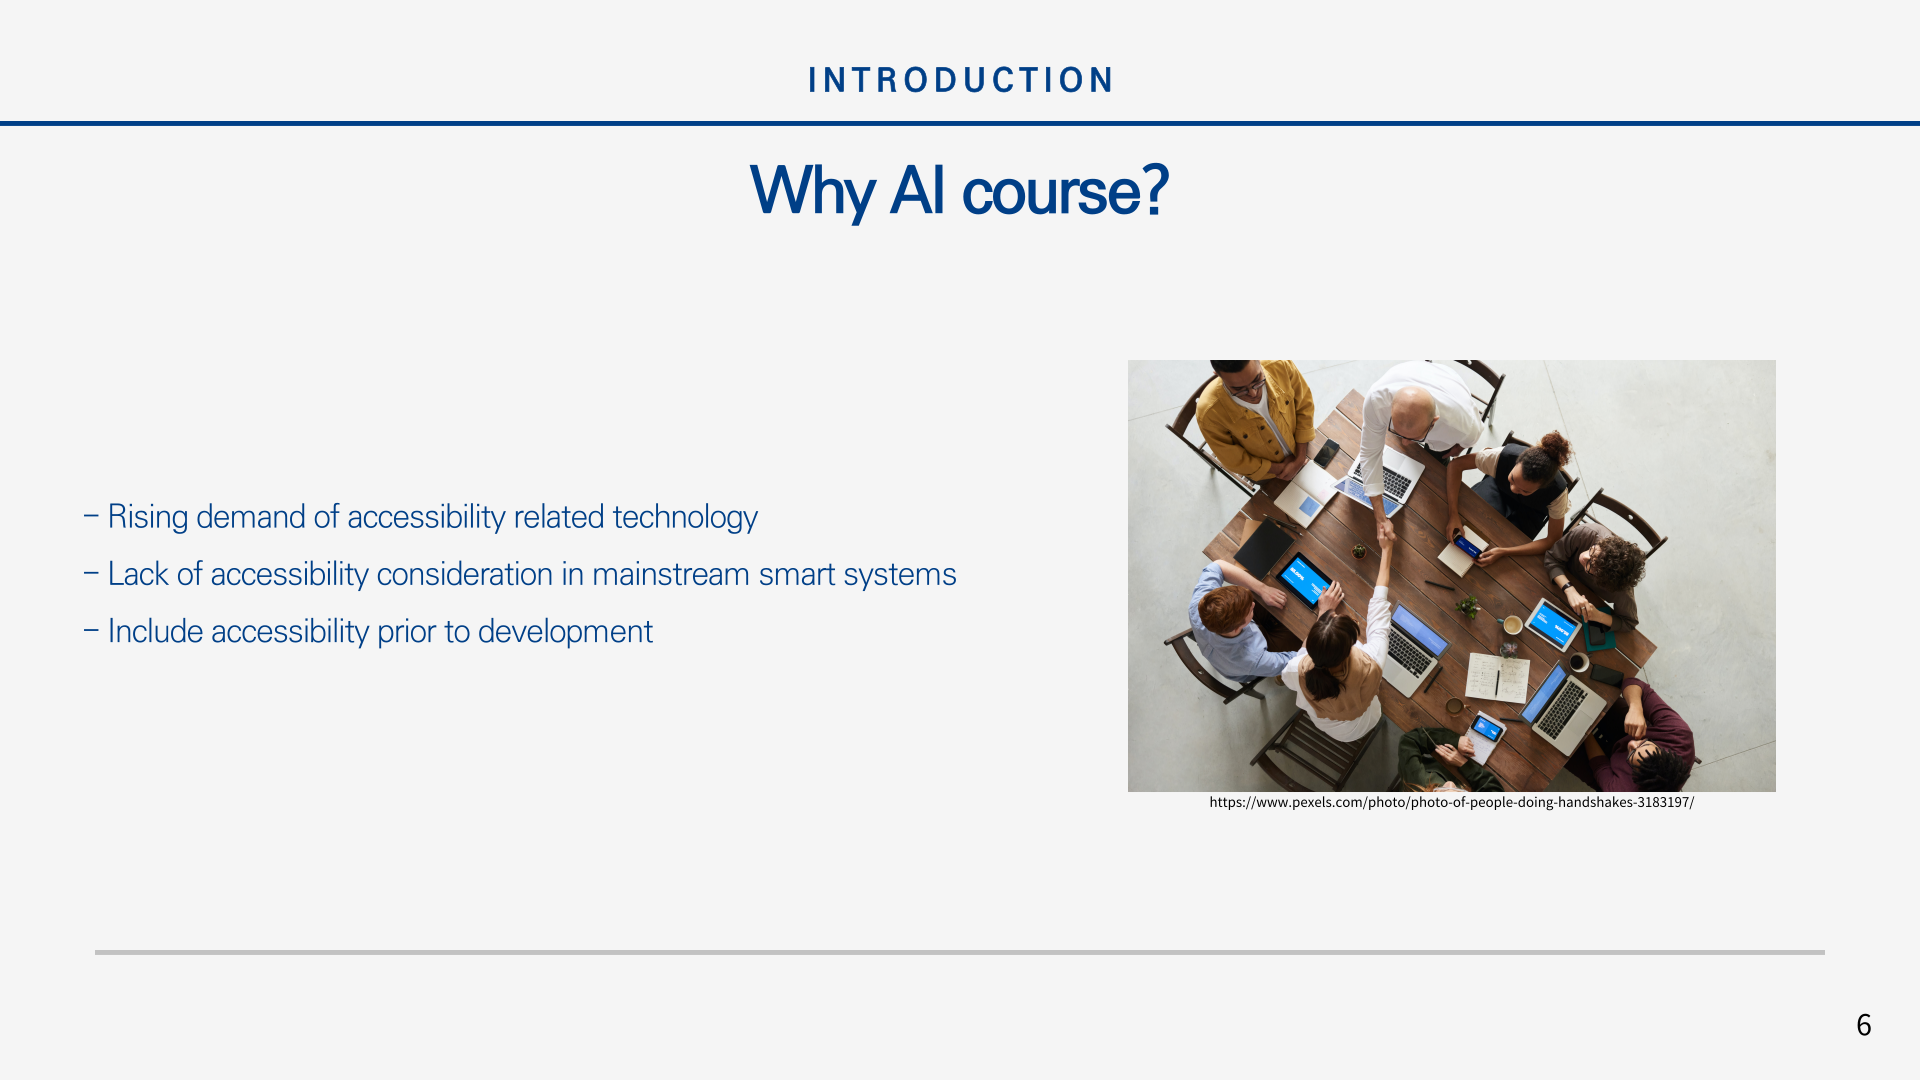 INTRODUCTION
Why AI course?
– Rising demand of accessibility related technology
– Lack of accessibility consideration in mainstream smart systems
– Include accessibility prior to development
https://www.pexels.com/photo/photo-of-people-doing-handshakes-3183197/
6